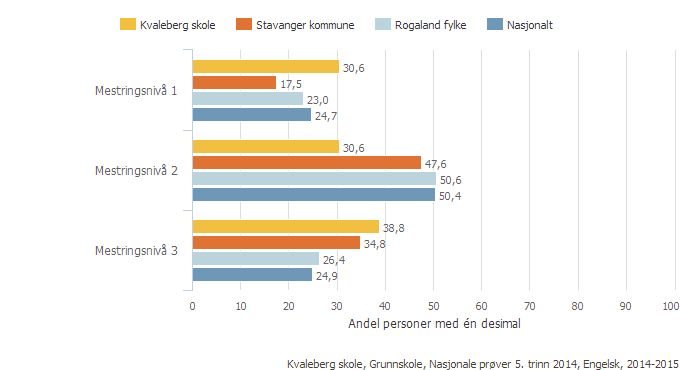 Kvaleberg skole Stavanger kommune Rogaland fylke Nasjonalt
Mestringsnivå 1
30,6
17,5
23,0
24,7
Mestringsnivå 2
30,6
47,6
50,6
50,4
Mestringsnivå 3
38,8
34,8
26,4
24,9
0 10 20 30 40 50 60 70 80 90 100
Andel personer med én desimal
Kvaleberg skole, Grunnskole, Nasjonale prøver 5. trinn 2014, Engelsk, 2014-2015